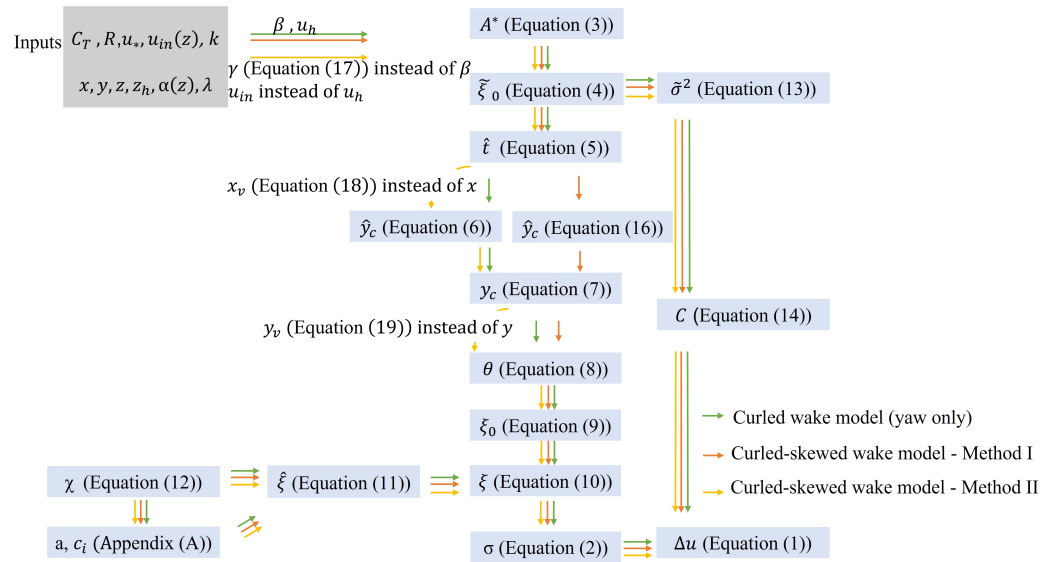 Inputs
C_T , R, u_*, u_in(z), k
x, y, z, z_h, α(z), λ
β , u_h
γ (Equation (17)) instead of β
u_in instead of u_h
A* (Equation (3))
ξ̃_0 (Equation (4))
σ̃² (Equation (13))
t̂ (Equation (5))
x_v (Equation (18)) instead of x
ŷ_c (Equation (6))
ŷ_c (Equation (16))
y_c (Equation (7))
C (Equation (14))
y_v (Equation (19)) instead of y
θ (Equation (8))
ξ_0 (Equation (9))
Curled wake model (yaw only)
Curled-skewed wake model - Method I
Curled-skewed wake model - Method II
χ (Equation (12))
ξ̂ (Equation (11))
ξ (Equation (10))
a, c_i (Appendix (A))
σ (Equation (2))
Δu (Equation (1))